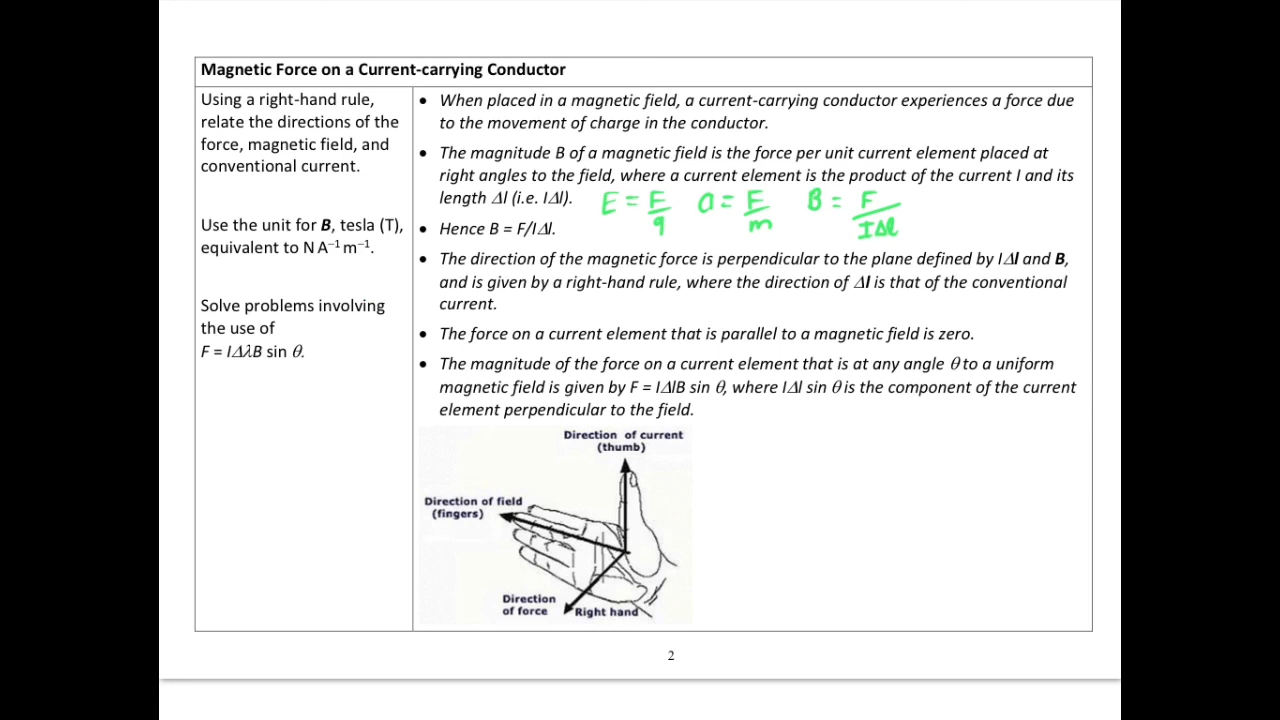 Magnetic Force on a Current-carrying Conductor
Using a right-hand rule,
relate the directions of the
force, magnetic field, and
conventional current.
Use the unit for B, tesla (T),
equivalent to N A⁻¹ m⁻¹.
Solve problems involving
the use of
F = IΔλB sin θ.
• When placed in a magnetic field, a current-carrying conductor experiences a force due
to the movement of charge in the conductor.
• The magnitude B of a magnetic field is the force per unit current element placed at
right angles to the field, where a current element is the product of the current I and its
length Δl (i.e. IΔl).
E = F/q a = F/m B = F/IΔl
• Hence B = F/IΔl.
• The direction of the magnetic force is perpendicular to the plane defined by IΔl and B,
and is given by a right-hand rule, where the direction of Δl is that of the conventional
current.
• The force on a current element that is parallel to a magnetic field is zero.
• The magnitude of the force on a current element that is at any angle θ to a uniform
magnetic field is given by F = IΔlB sin θ, where IΔl sin θ is the component of the current
element perpendicular to the field.
Direction of current
(thumb)
Direction of field
(fingers)
Direction
of force
Right hand
2